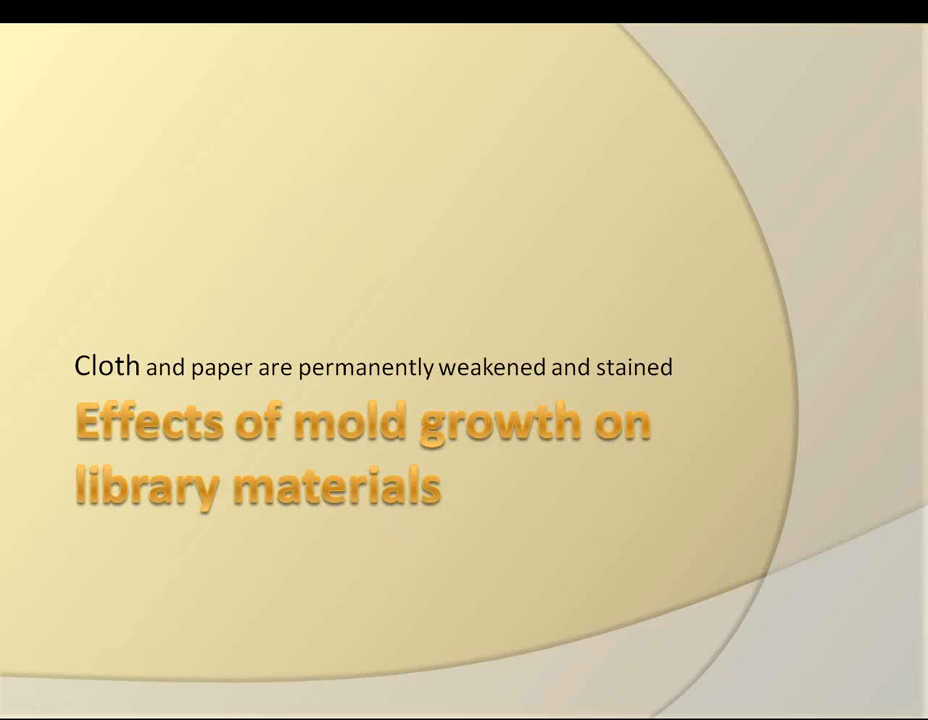 Cloth and paper are permanently weakened and stained
Effects of mold growth on
library materials